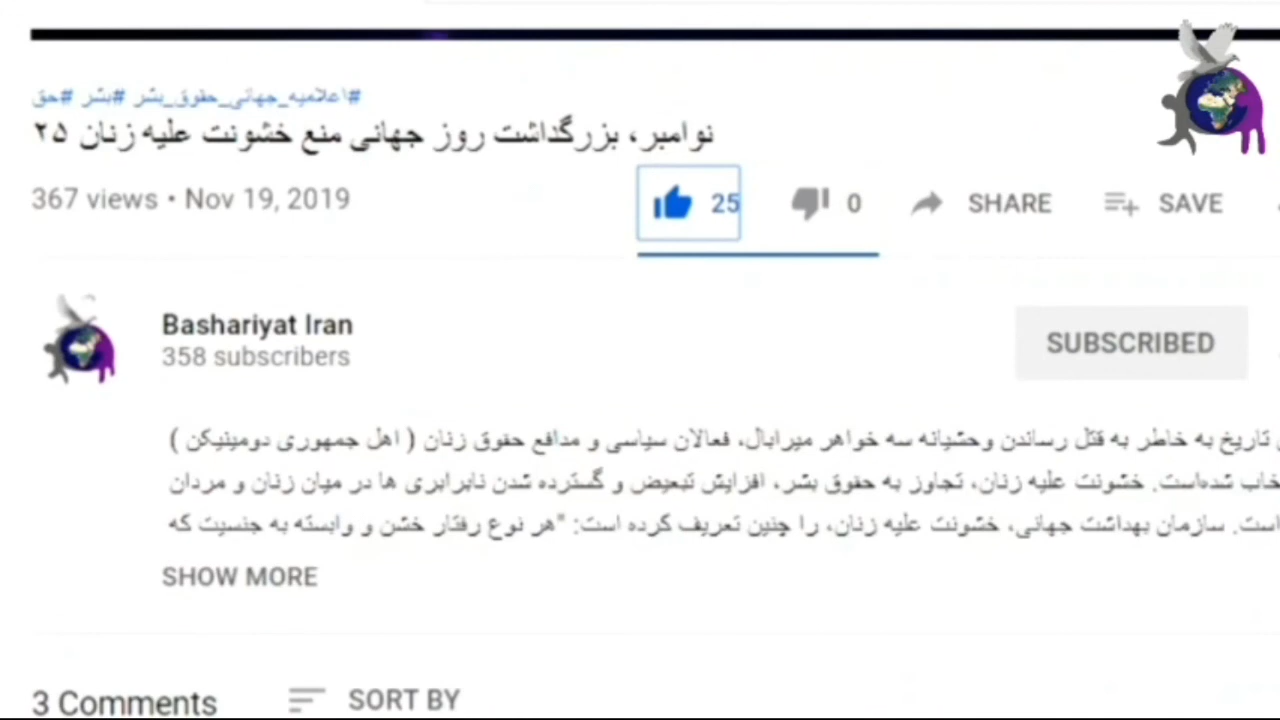 #اعلامیه_جهانی_حقوق_بشر #بشر #حق
نوامبر، بزرگداشت روز جهانی منع خشونت علیه زنان ۲۵
367 views • Nov 19, 2019
25 0 SHARE SAVE
Bashariyat Iran
358 subscribers
SUBSCRIBED
تاریخ به خاطر به قتل رساندن وحشیانه سه خواهر میرابال، فعالان سیاسی و مدافع حقوق زنان ( اهل جمهوری دومینیکن )
شده‌است. خشونت علیه زنان، تجاوز به حقوق بشر، افزایش تبعیض و گسترده شدن نابرابری ها در میان زنان و مردان
است. سازمان بهداشت جهانی، خشونت علیه زنان، را چنین تعریف کرده است: "هر نوع رفتار خشن و وابسته به جنسیت که
SHOW MORE
3 Comments SORT BY